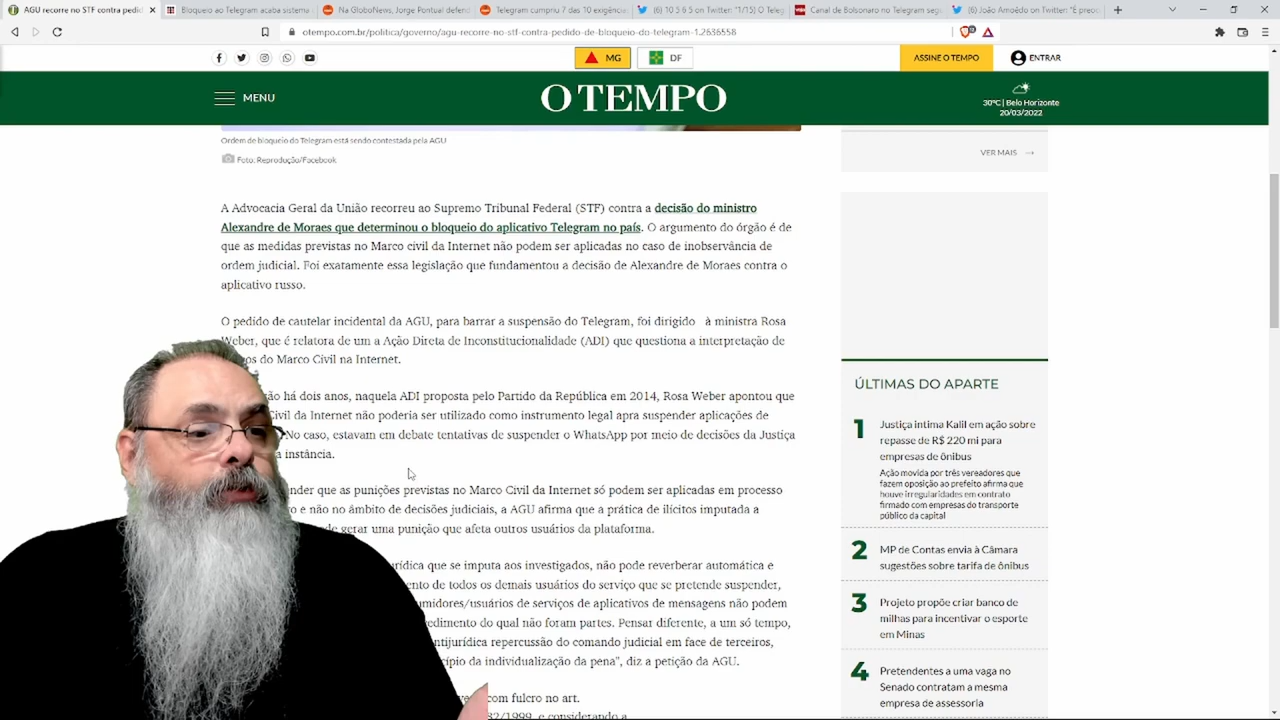 AGU recorre no STF contra pedid
Bloqueio ao Telegram acaba sistema
Na GloboNews, Jorge Pontual defend
Telegram cumpriu 7 das 10 exigênci
(6) 10 5 6 5 on Twitter: "1/15) O Teleg
Canal de Bolsonaro no Telegram seg
(6) João Amoêdo on Twitter: "É preoc
otempo.com.br/politica/governo/agu-recorre-no-stf-contra-pedido-de-bloqueio-do-telegram-1.2636558
MG
DF
ASSINE O TEMPO
ENTRAR
MENU
O TEMPO
30ºC | Belo Horizonte
20/03/2022
Ordem de bloqueio do Telegram está sendo contestada pela AGU
Foto: Reprodução/Facebook
VER MAIS →
A Advocacia Geral da União recorreu ao Supremo Tribunal Federal (STF) contra a decisão do ministro
Alexandre de Moraes que determinou o bloqueio do aplicativo Telegram no país. O argumento do órgão é de
que as medidas previstas no Marco civil da Internet não podem ser aplicadas no caso de inobservância de
ordem judicial. Foi exatamente essa legislação que fundamentou a decisão de Alexandre de Moraes contra o
aplicativo russo.
O pedido de cautelar incidental da AGU, para barrar a suspensão do Telegram, foi dirigido à ministra Rosa
Weber, que é relatora de um a Ação Direta de Inconstitucionalidade (ADI) que questiona a interpretação de
do Marco Civil na Internet.
há dois anos, naquela ADI proposta pelo Partido da República em 2014, Rosa Weber apontou que
Civil da Internet não poderia ser utilizado como instrumento legal apra suspender aplicações de
No caso, estavam em debate tentativas de suspender o WhatsApp por meio de decisões da Justiça
instância.
que as punições previstas no Marco Civil da Internet só podem ser aplicadas em processo
e não no âmbito de decisões judiciais, a AGU afirma que a prática de ilícitos imputada a
gerar uma punição que afeta outros usuários da plataforma.
que se imputa aos investigados, não pode reverberar automática e
de todos os demais usuários do serviço que se pretende suspender,
usuários de serviços de aplicativos de mensagens não podem
do qual não foram partes. Pensar diferente, a um só tempo,
repercussão do comando judicial em face de terceiros,
da individualização da pena", diz a petição da AGU.
com fulcro no art.
1999, e considerando a
ÚLTIMAS DO APARTE
1
Justiça intima Kalil em ação sobre
repasse de R$ 220 mi para
empresas de ônibus
Ação movida por três vereadores que
fazem oposição ao prefeito afirma que
houve irregularidades em contrato
firmado com empresas do transporte
público da capital
2
MP de Contas envia à Câmara
sugestões sobre tarifa de ônibus
3
Projeto propõe criar banco de
milhas para incentivar o esporte
em Minas
4
Pretendentes a uma vaga no
Senado contratam a mesma
empresa de assessoria